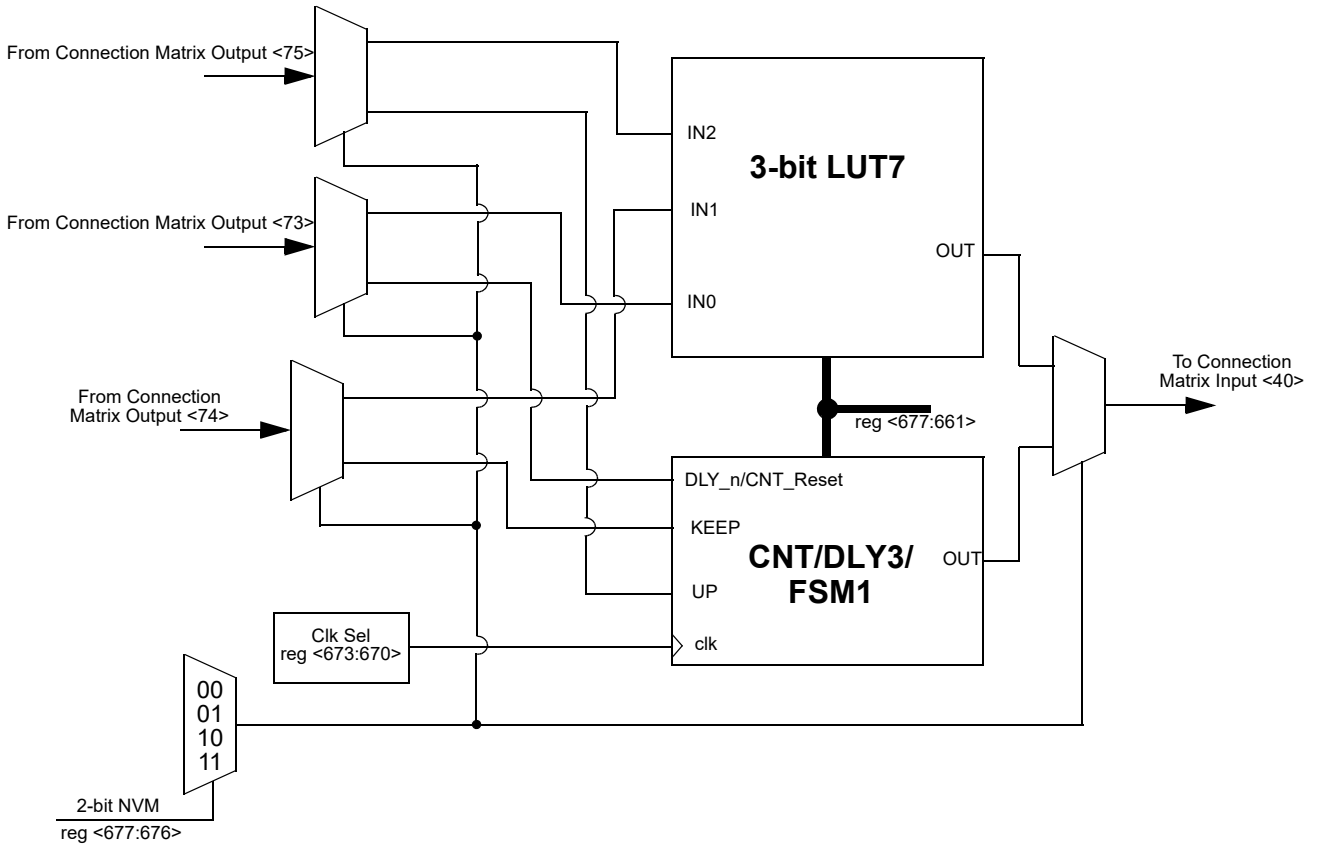 From Connection Matrix Output <75>
IN2
3-bit LUT7
IN1
From Connection Matrix Output <73>
OUT
IN0
To Connection
Matrix Input <40>
From Connection
Matrix Output <74>
reg <677:661>
DLY_n/CNT_Reset
KEEP
CNT/DLY3/
FSM1
OUT
UP
Clk Sel
reg <673:670>
clk
00
01
10
11
2-bit NVM
reg <677:676>